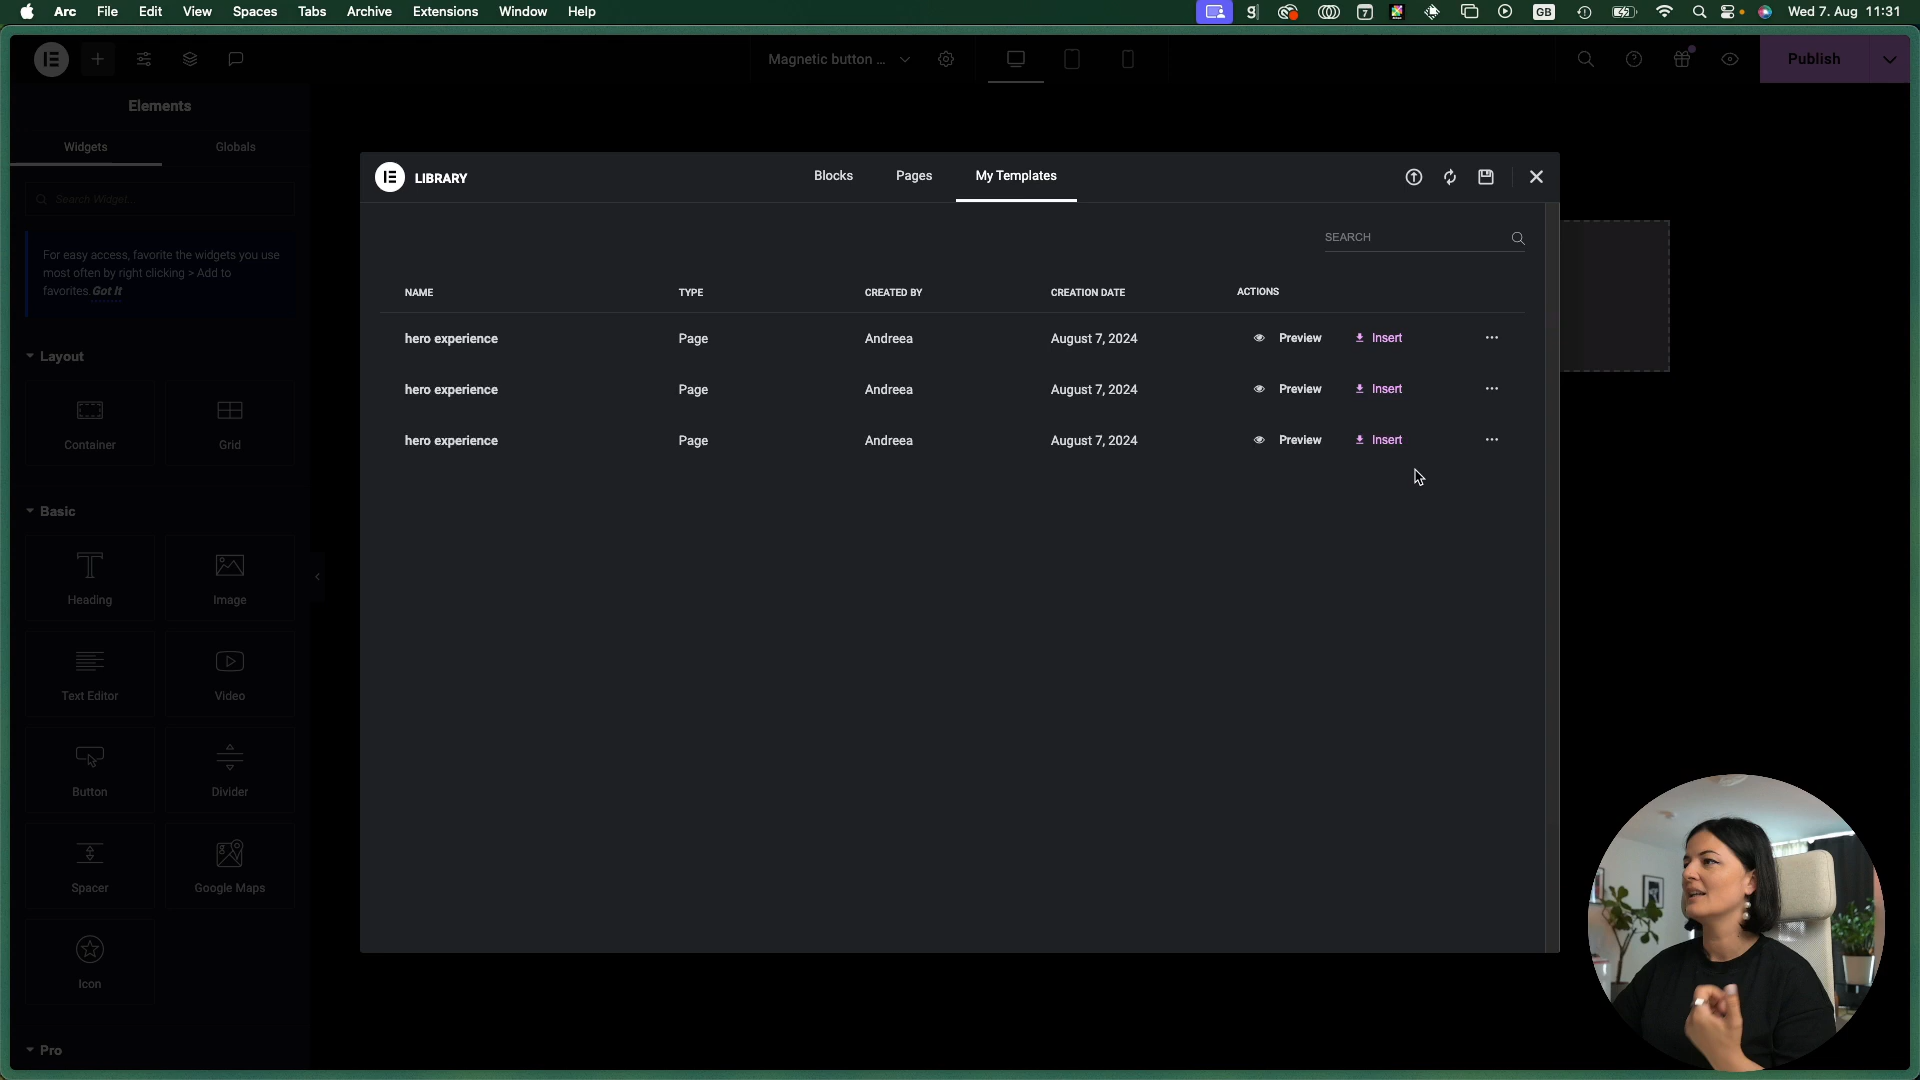 Arc File Edit View Spaces Tabs Archive Extensions Window Help
7 GB Wed 7. Aug 11:31
Magnetic button ...
Publish
Elements
Widgets Globals
Search Widget...
For easy access, favorite the widgets you use
most often by right clicking > Add to
favorites. Got It
Layout
Container Grid
Basic
Heading Image
Text Editor Video
Button Divider
Spacer Google Maps
Icon
Pro
LIBRARY
Blocks Pages My Templates
SEARCH
NAME TYPE CREATED BY CREATION DATE ACTIONS
hero experience Page Andreea August 7, 2024 Preview Insert
hero experience Page Andreea August 7, 2024 Preview Insert
hero experience Page Andreea August 7, 2024 Preview Insert